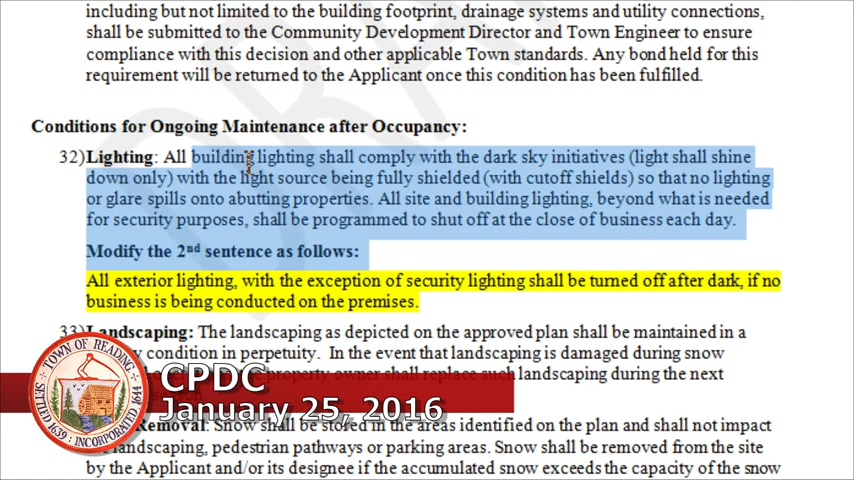 including but not limited to the building footprint, drainage systems and utility connections,
shall be submitted to the Community Development Director and Town Engineer to ensure
compliance with this decision and other applicable Town standards. Any bond held for this
requirement will be returned to the Applicant once this condition has been fulfilled.
Conditions for Ongoing Maintenance after Occupancy:
32) Lighting: All building lighting shall comply with the dark sky initiatives (light shall shine
down only) with the light source being fully shielded (with cutoff shields) so that no lighting
or glare spills onto abutting properties. All site and building lighting, beyond what is needed
for security purposes, shall be programmed to shut off at the close of business each day.
Modify the 2nd sentence as follows:
All exterior lighting, with the exception of security lighting shall be turned off after dark, if no
business is being conducted on the premises.
33) Landscaping: The landscaping as depicted on the approved plan shall be maintained in a
condition in perpetuity. In the event that landscaping is damaged during snow
property owner shall replace such landscaping during the next
Removal: Snow shall be stored in the areas identified on the plan and shall not impact
landscaping, pedestrian pathways or parking areas. Snow shall be removed from the site
by the Applicant and/or its designee if the accumulated snow exceeds the capacity of the snow
TOWN OF READING
SETTLED 1639
INCORPORATED 1644
CPDC
January 25, 2016